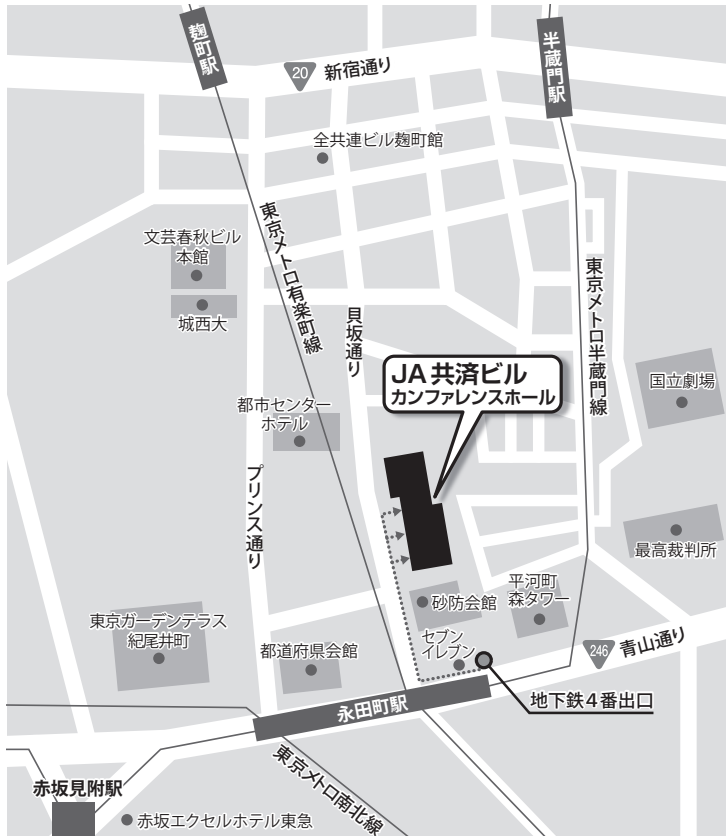 麹町駅
半蔵門駅
20
新宿通り
全共連ビル麹町館
東京メトロ有楽町線
文芸春秋ビル
本館
城西大
貝坂通り
東京メトロ半蔵門線
JA共済ビル
カンファレンスホール
国立劇場
都市センター
ホテル
プリンス通り
最高裁判所
平河町
森タワー
砂防会館
東京ガーデンテラス
紀尾井町
都道府県会館
セブン
イレブン
246
青山通り
地下鉄4番出口
永田町駅
東京メトロ南北線
赤坂見附駅
赤坂エクセルホテル東急